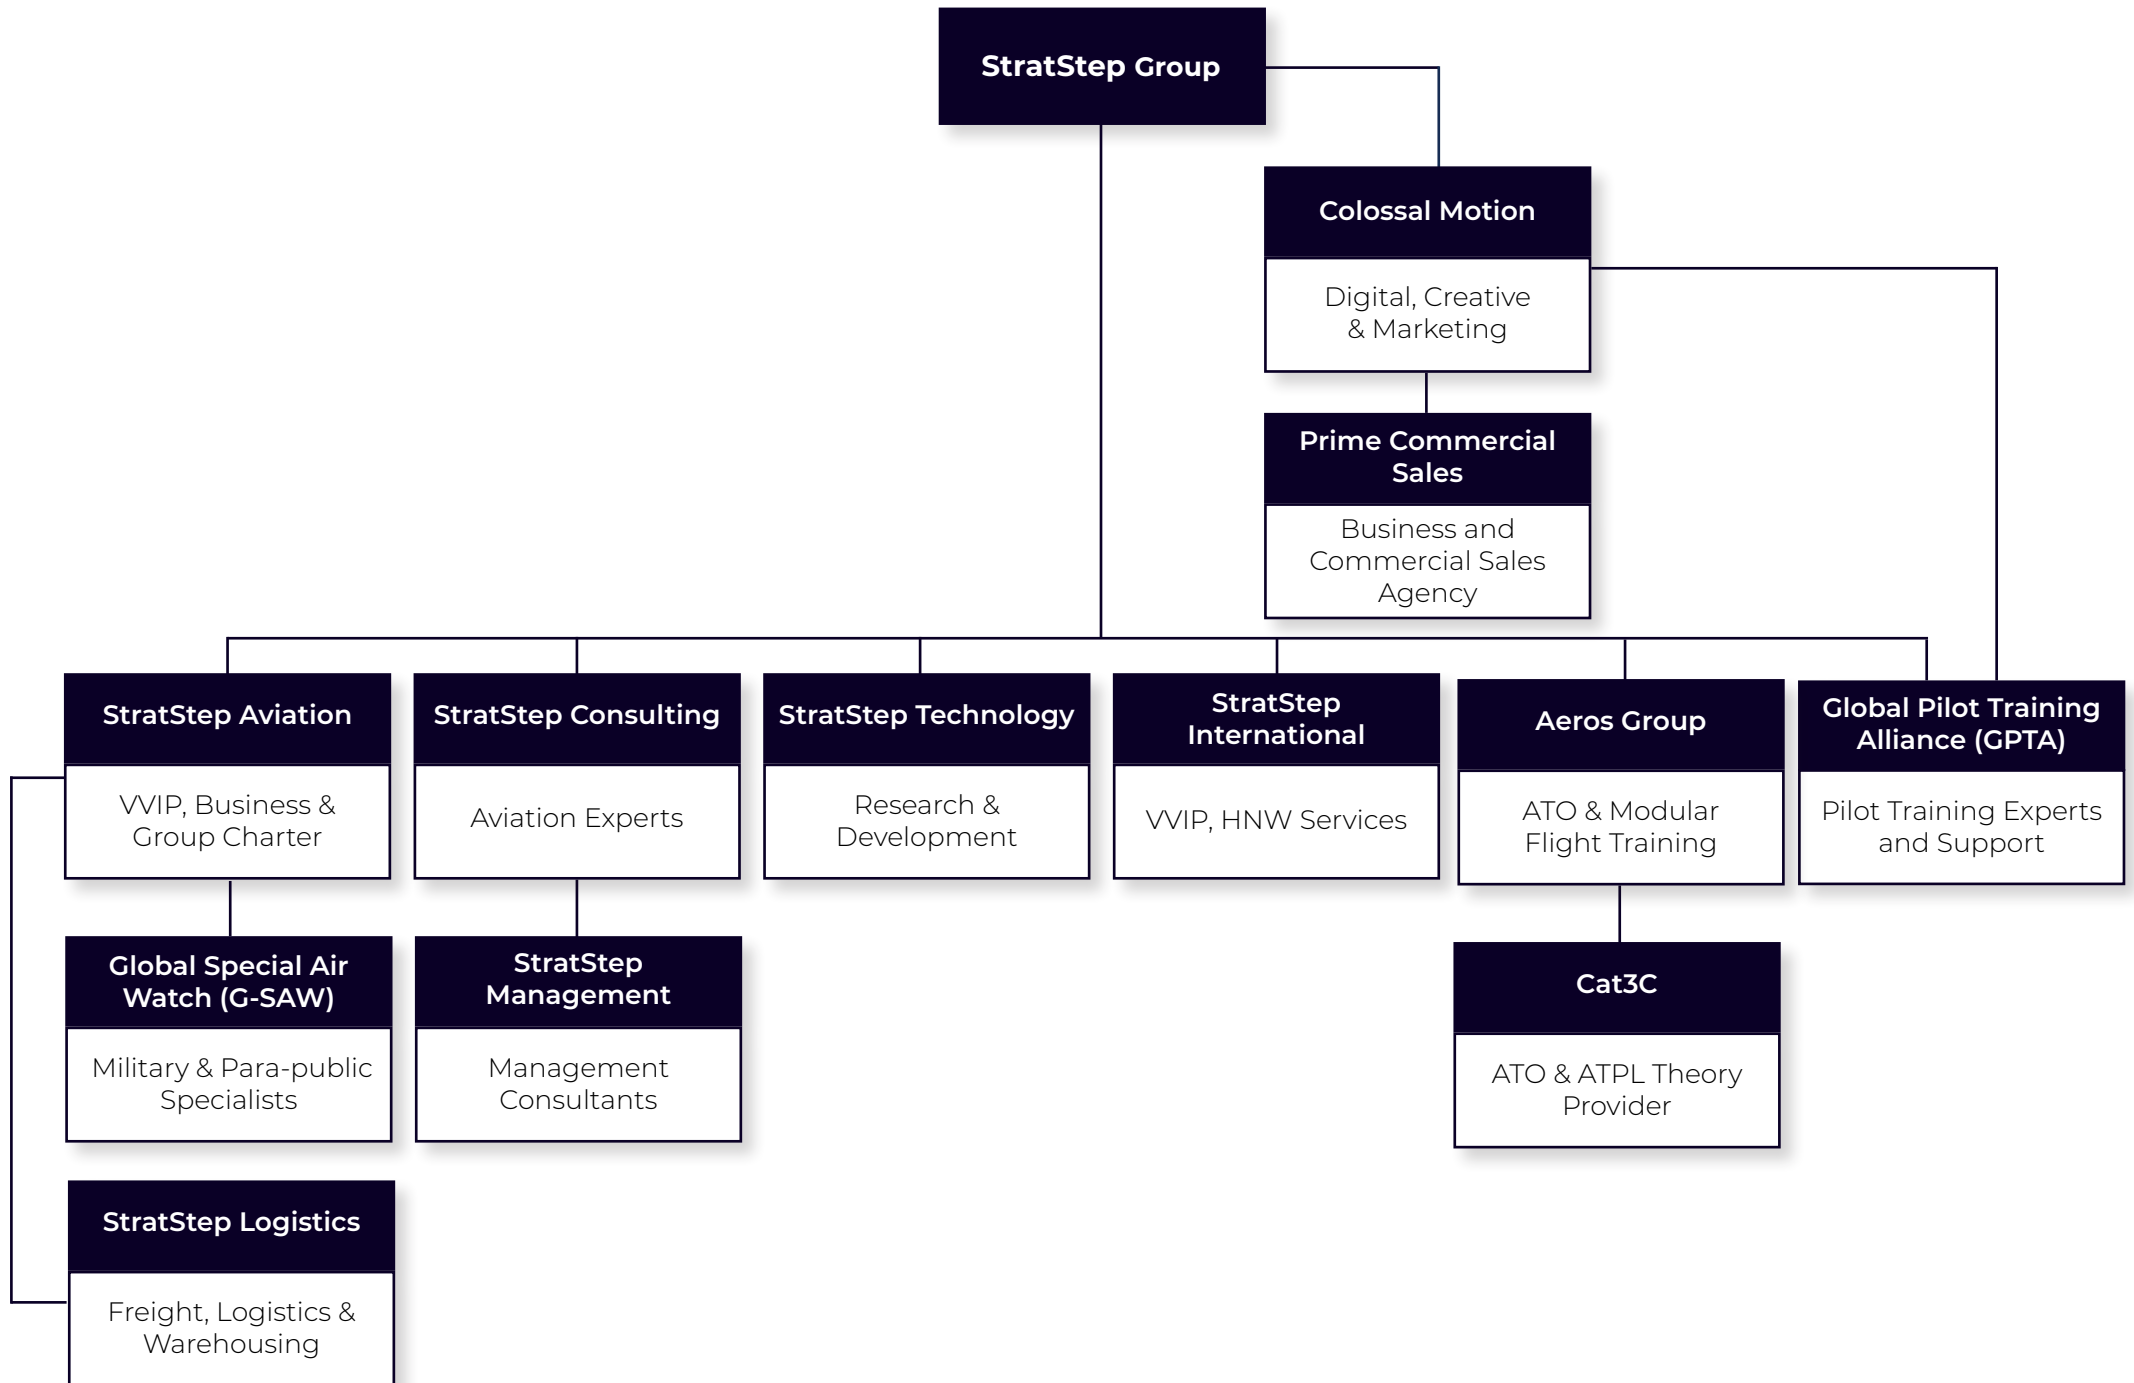 StratStep Group
Colossal Motion
Digital, Creative
& Marketing
Prime Commercial
Sales
Business and
Commercial Sales
Agency
StratStep Aviation
VVIP, Business &
Group Charter
StratStep Consulting
Aviation Experts
StratStep Technology
Research &
Development
StratStep
International
VVIP, HNW Services
Aeros Group
ATO & Modular
Flight Training
Global Pilot Training
Alliance (GPTA)
Pilot Training Experts
and Support
Global Special Air
Watch (G-SAW)
Military & Para-public
Specialists
StratStep
Management
Management
Consultants
Cat3C
ATO & ATPL Theory
Provider
StratStep Logistics
Freight, Logistics &
Warehousing